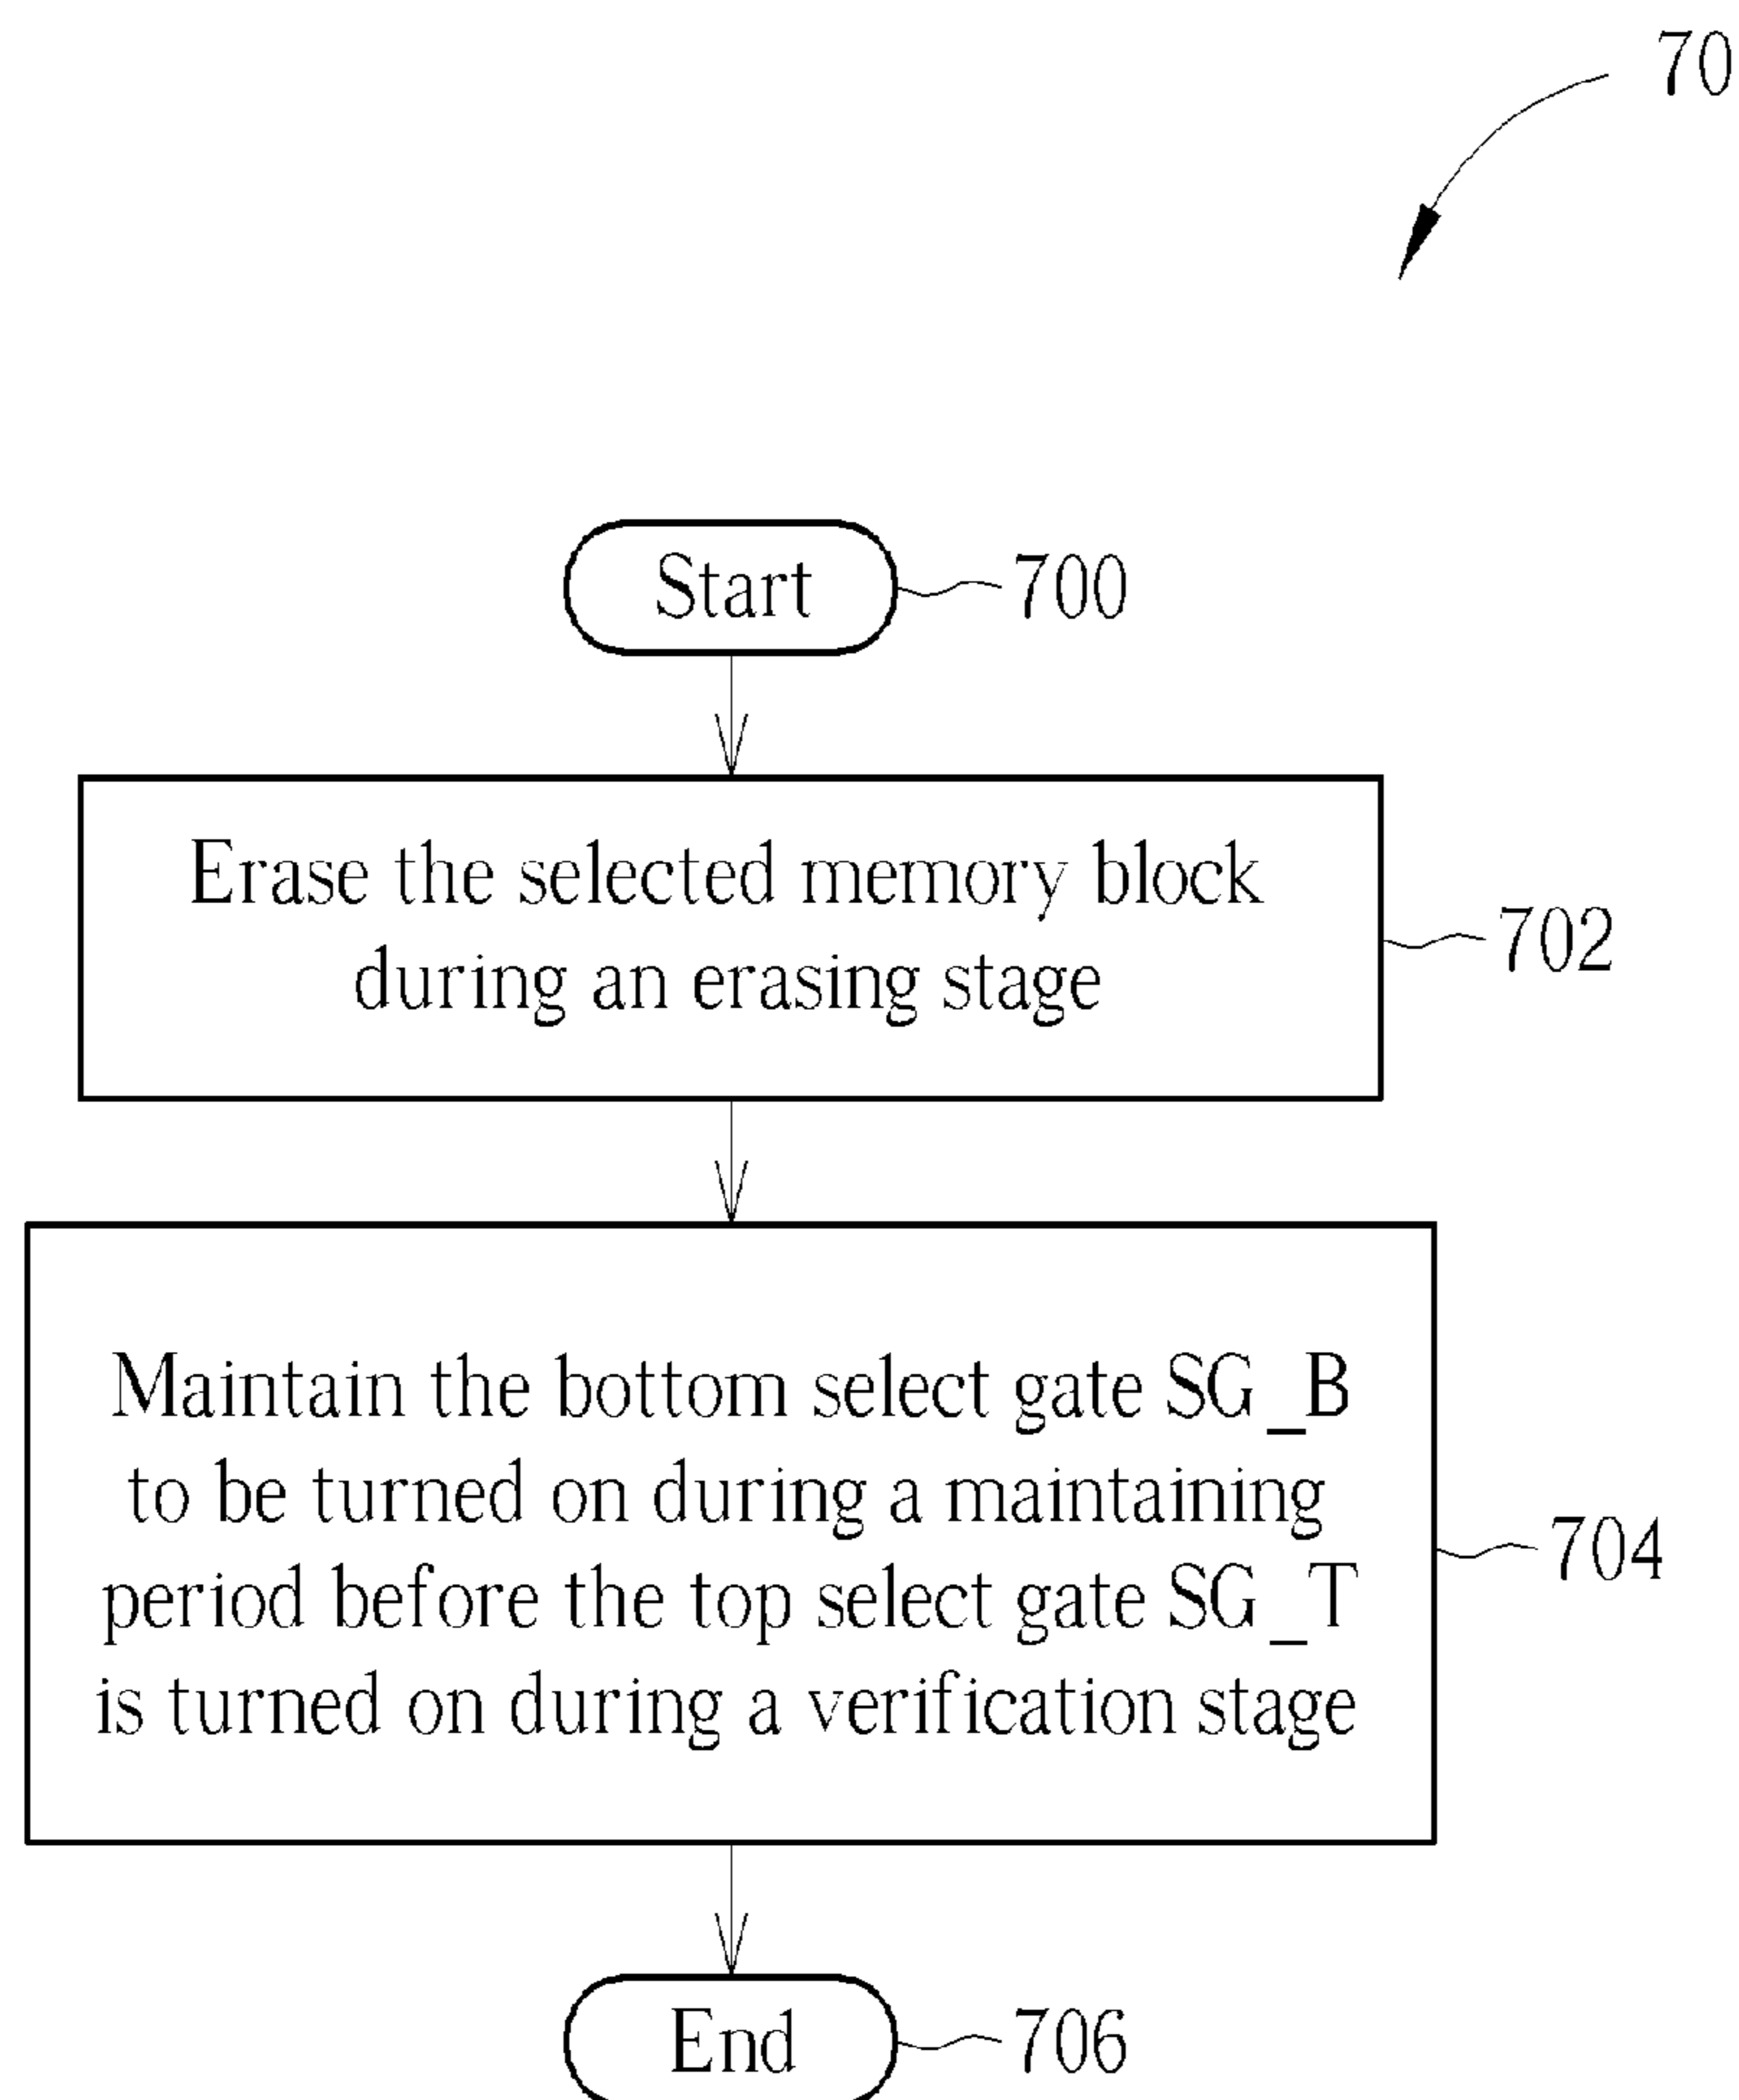 70
Start
700
Erase the selected memory block
during an erasing stage
702
Maintain the bottom select gate SG_B
to be turned on during a maintaining
period before the top select gate SG_T
is turned on during a verification stage
704
End
706